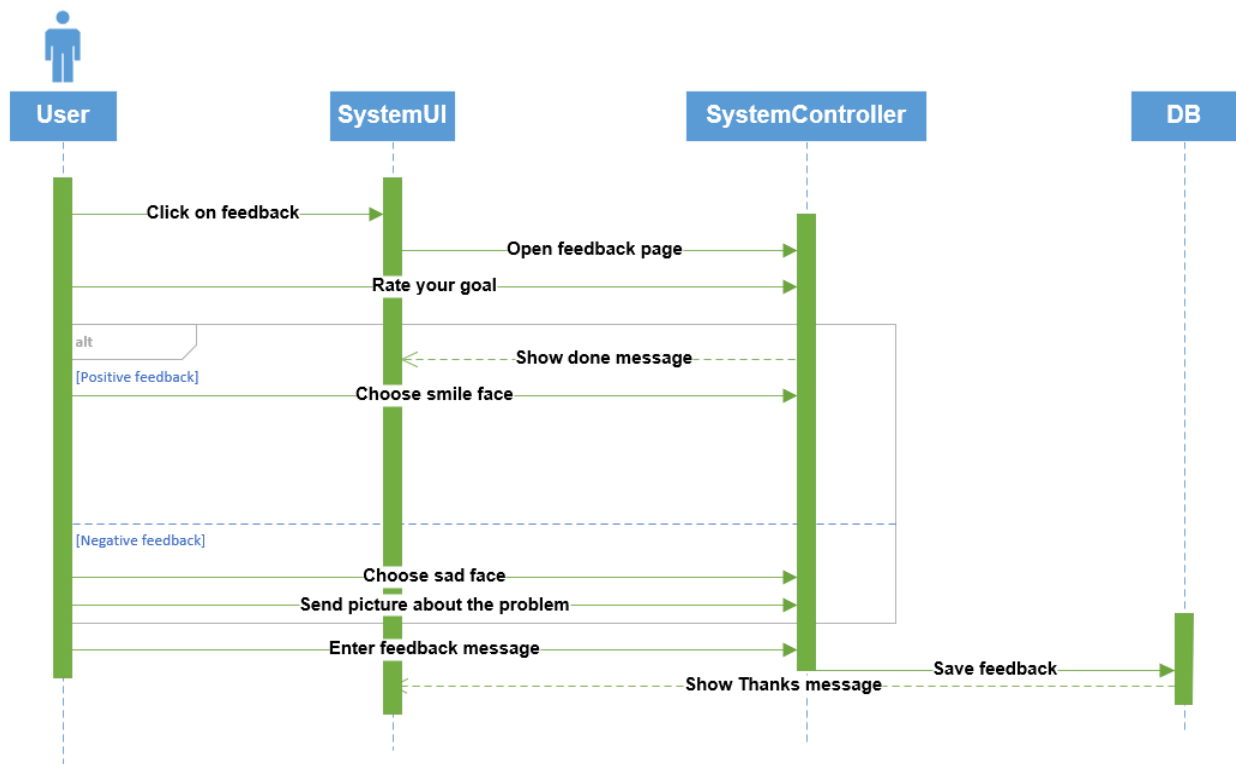 User
SystemUI
SystemController
DB
Click on feedback
Open feedback page
Rate your goal
alt
Show done message
[Positive feedback]
Choose smile face
[Negative feedback]
Choose sad face
Send picture about the problem
Enter feedback message
Save feedback
Show Thanks message